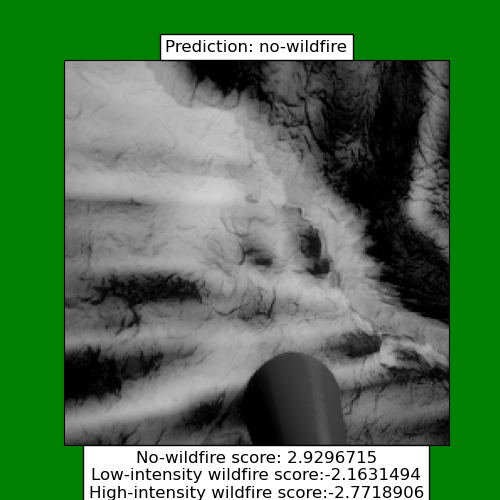 Prediction: no-wildfire
No-wildfire score: 2.9296715
Low-intensity wildfire score:-2.1631494
High-intensity wildfire score:-2.7718906